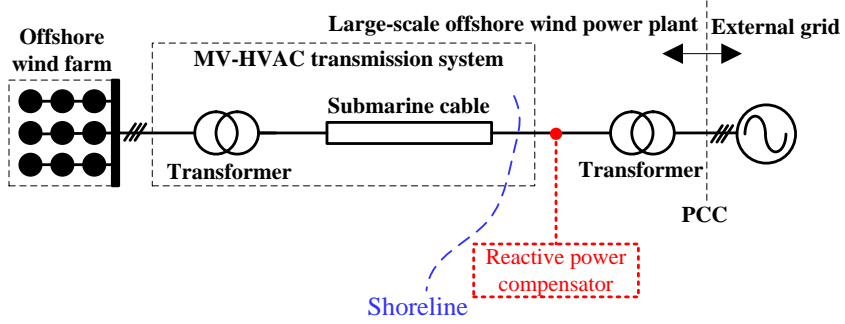 Large-scale offshore wind power plant
External grid
Offshore
wind farm
MV-HVAC transmission system
Submarine cable
Transformer
Transformer
PCC
Reactive power
compensator
Shoreline